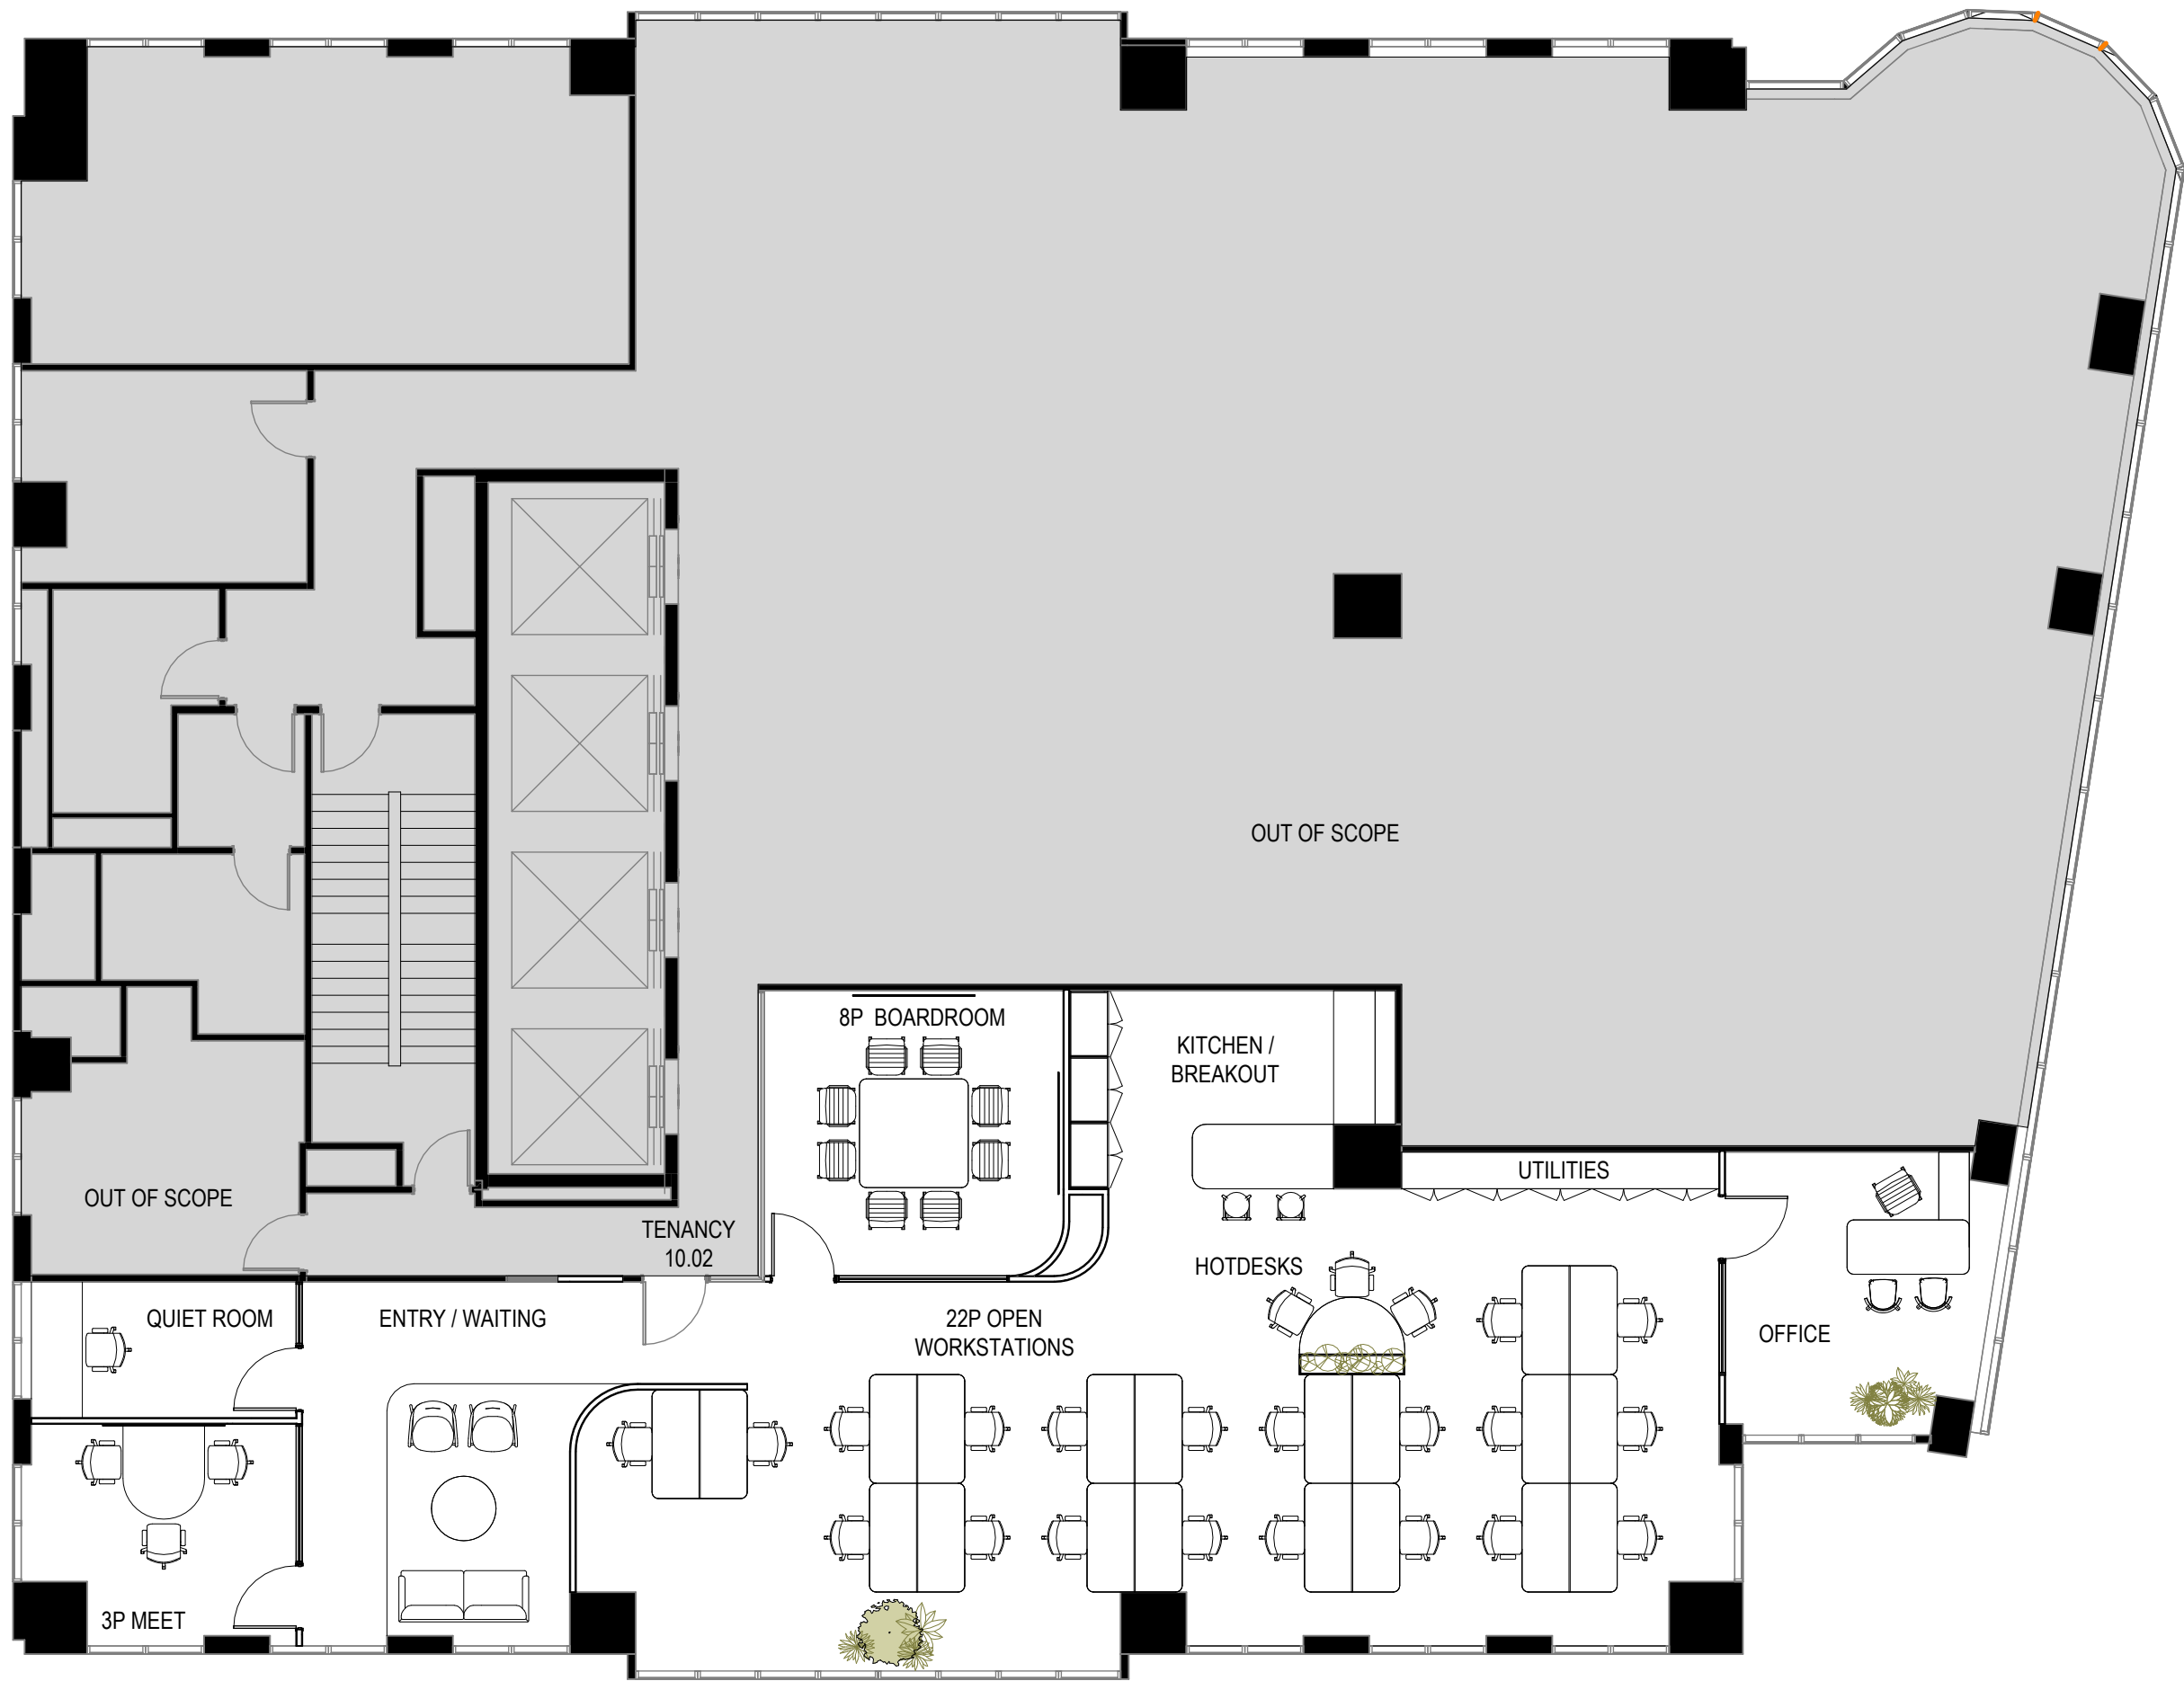 OUT OF SCOPE
8P BOARDROOM
KITCHEN /
BREAKOUT
UTILITIES
OUT OF SCOPE
TENANCY
10.02
HOTDESKS
QUIET ROOM
ENTRY / WAITING
22P OPEN
WORKSTATIONS
OFFICE
3P MEET